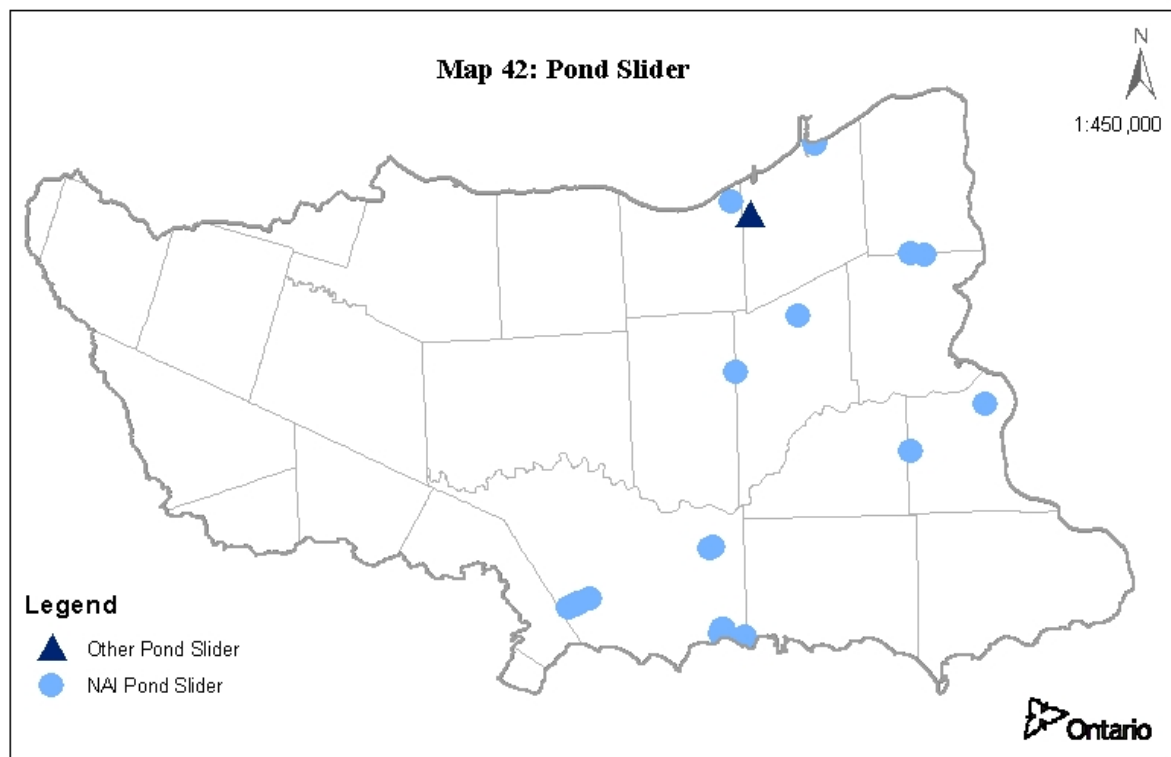 Map 42: Pond Slider
N
1:450,000
Legend
Other Pond Slider
NAI Pond Slider
Ontario